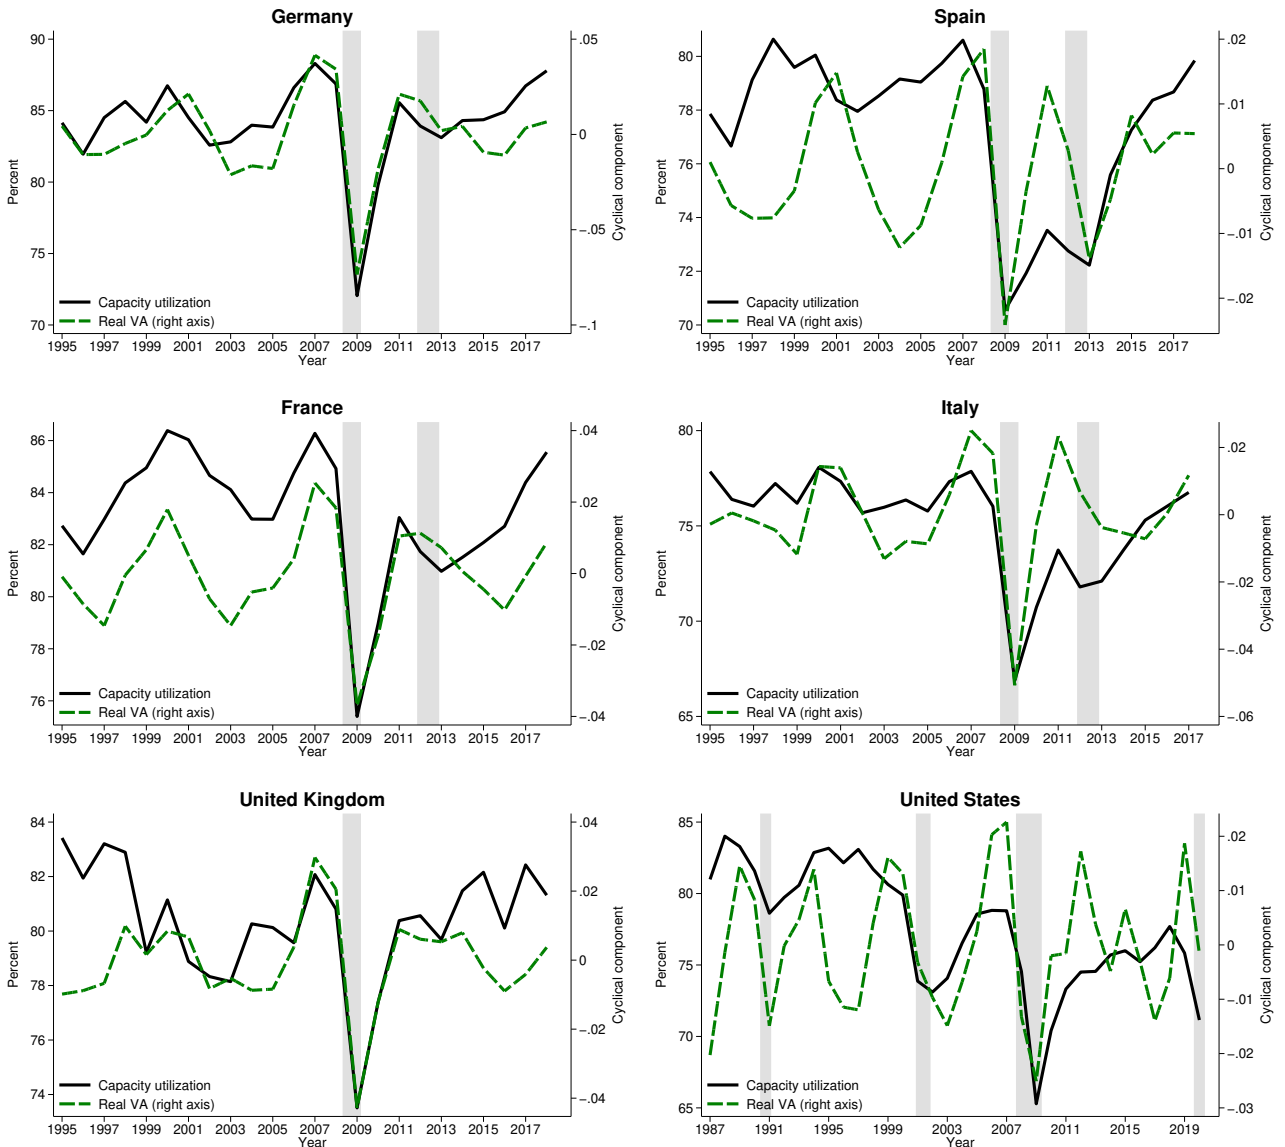 Germany
90
85
80
75
70
Percent
.05
0
-.05
-.1
Cyclical component
Capacity utilization
Real VA (right axis)
1995 1997 1999 2001 2003 2005 2007 2009 2011 2013 2015 2017
Year
Spain
80
78
76
74
72
70
Percent
.02
.01
0
-.01
-.02
Cyclical component
Capacity utilization
Real VA (right axis)
1995 1997 1999 2001 2003 2005 2007 2009 2011 2013 2015 2017
Year
France
86
84
82
80
78
76
Percent
.04
.02
0
-.02
-.04
Cyclical component
Capacity utilization
Real VA (right axis)
1995 1997 1999 2001 2003 2005 2007 2009 2011 2013 2015 2017
Year
Italy
80
75
70
65
Percent
.02
0
-.02
-.04
-.06
Cyclical component
Capacity utilization
Real VA (right axis)
1995 1997 1999 2001 2003 2005 2007 2009 2011 2013 2015 2017
Year
United Kingdom
84
82
80
78
76
74
Percent
.04
.02
0
-.02
-.04
Cyclical component
Capacity utilization
Real VA (right axis)
1995 1997 1999 2001 2003 2005 2007 2009 2011 2013 2015 2017
Year
United States
85
80
75
70
65
Percent
.02
.01
0
-.01
-.02
-.03
Cyclical component
Capacity utilization
Real VA (right axis)
1987 1991 1995 1999 2003 2007 2011 2015 2019
Year